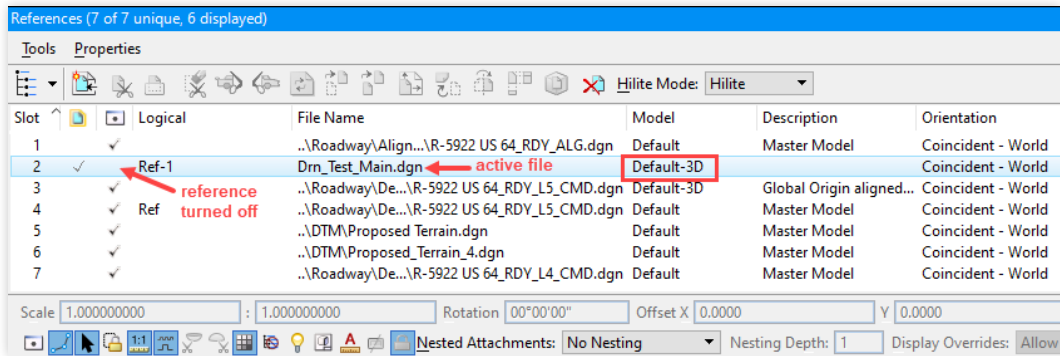 References (7 of 7 unique, 6 displayed)
Tools Properties
Hilite Mode: Hilite
Slot Logical File Name Model Description Orientation
1 ..\Roadway\Align...\R-5922 US 64_RDY_ALG.dgn Default Master Model Coincident - World
2 Ref-1 Drn_Test_Main.dgn active file Default-3D Coincident - World
3 ..\Roadway\De...\R-5922 US 64_RDY_L5_CMD.dgn Default-3D Global Origin aligned... Coincident - World
reference
4 Ref ..\Roadway\De...\R-5922 US 64_RDY_L5_CMD.dgn Default Master Model Coincident - World
turned off
5 ..\DTM\Proposed Terrain.dgn Default Master Model Coincident - World
6 ..\DTM\Proposed_Terrain_4.dgn Default Master Model Coincident - World
7 ..\Roadway\De...\R-5922 US 64_RDY_L4_CMD.dgn Default Master Model Coincident - World
Scale 1.000000000 : 1.000000000 Rotation 00°00'00" Offset X 0.0000 Y 0.0000
1:1 Nested Attachments: No Nesting Nesting Depth: 1 Display Overrides: Allow